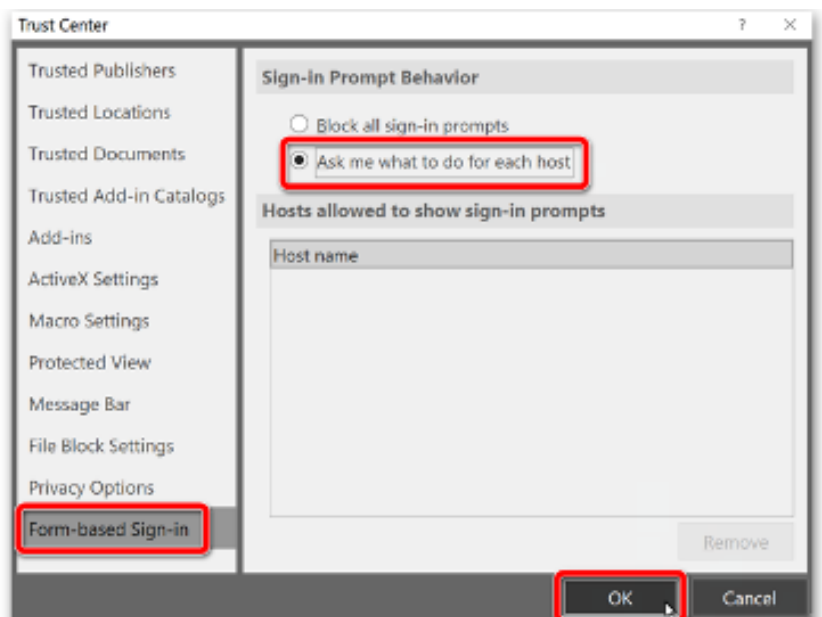 Trust Center
?
Trusted Publishers
Trusted Locations
Trusted Documents
Trusted Add-in Catalogs
Add-ins
ActiveX Settings
Macro Settings
Protected View
Message Bar
File Block Settings
Privacy Options
Form-based Sign-in
Sign-in Prompt Behavior
Block all sign-in prompts
Ask me what to do for each host
Hosts allowed to show sign-in prompts
Host name
Remove
OK
Cancel